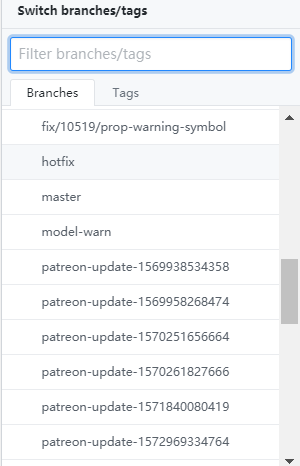 Switch branches/tags
Filter branches/tags
Branches Tags
fix/10519/prop-warning-symbol
hotfix
master
model-warn
patreon-update-1569938534358
patreon-update-1569958268474
patreon-update-1570251656664
patreon-update-1570261827666
patreon-update-1571840080419
patreon-update-1572969334764